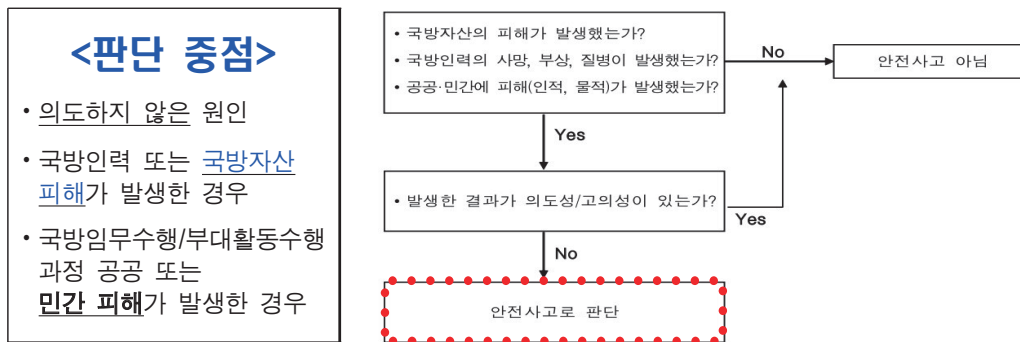 <판단 중점>
• 의도하지 않은 원인
• 국방인력 또는 국방자산
피해가 발생한 경우
• 국방임무수행/부대활동수행
과정 공공 또는
민간 피해가 발생한 경우
• 국방자산의 피해가 발생했는가?
• 국방인력의 사망, 부상, 질병이 발생했는가?
• 공공·민간에 피해(인적, 물적)가 발생했는가?
No
안전사고 아님
Yes
• 발생한 결과가 의도성/고의성이 있는가?
Yes
No
안전사고로 판단